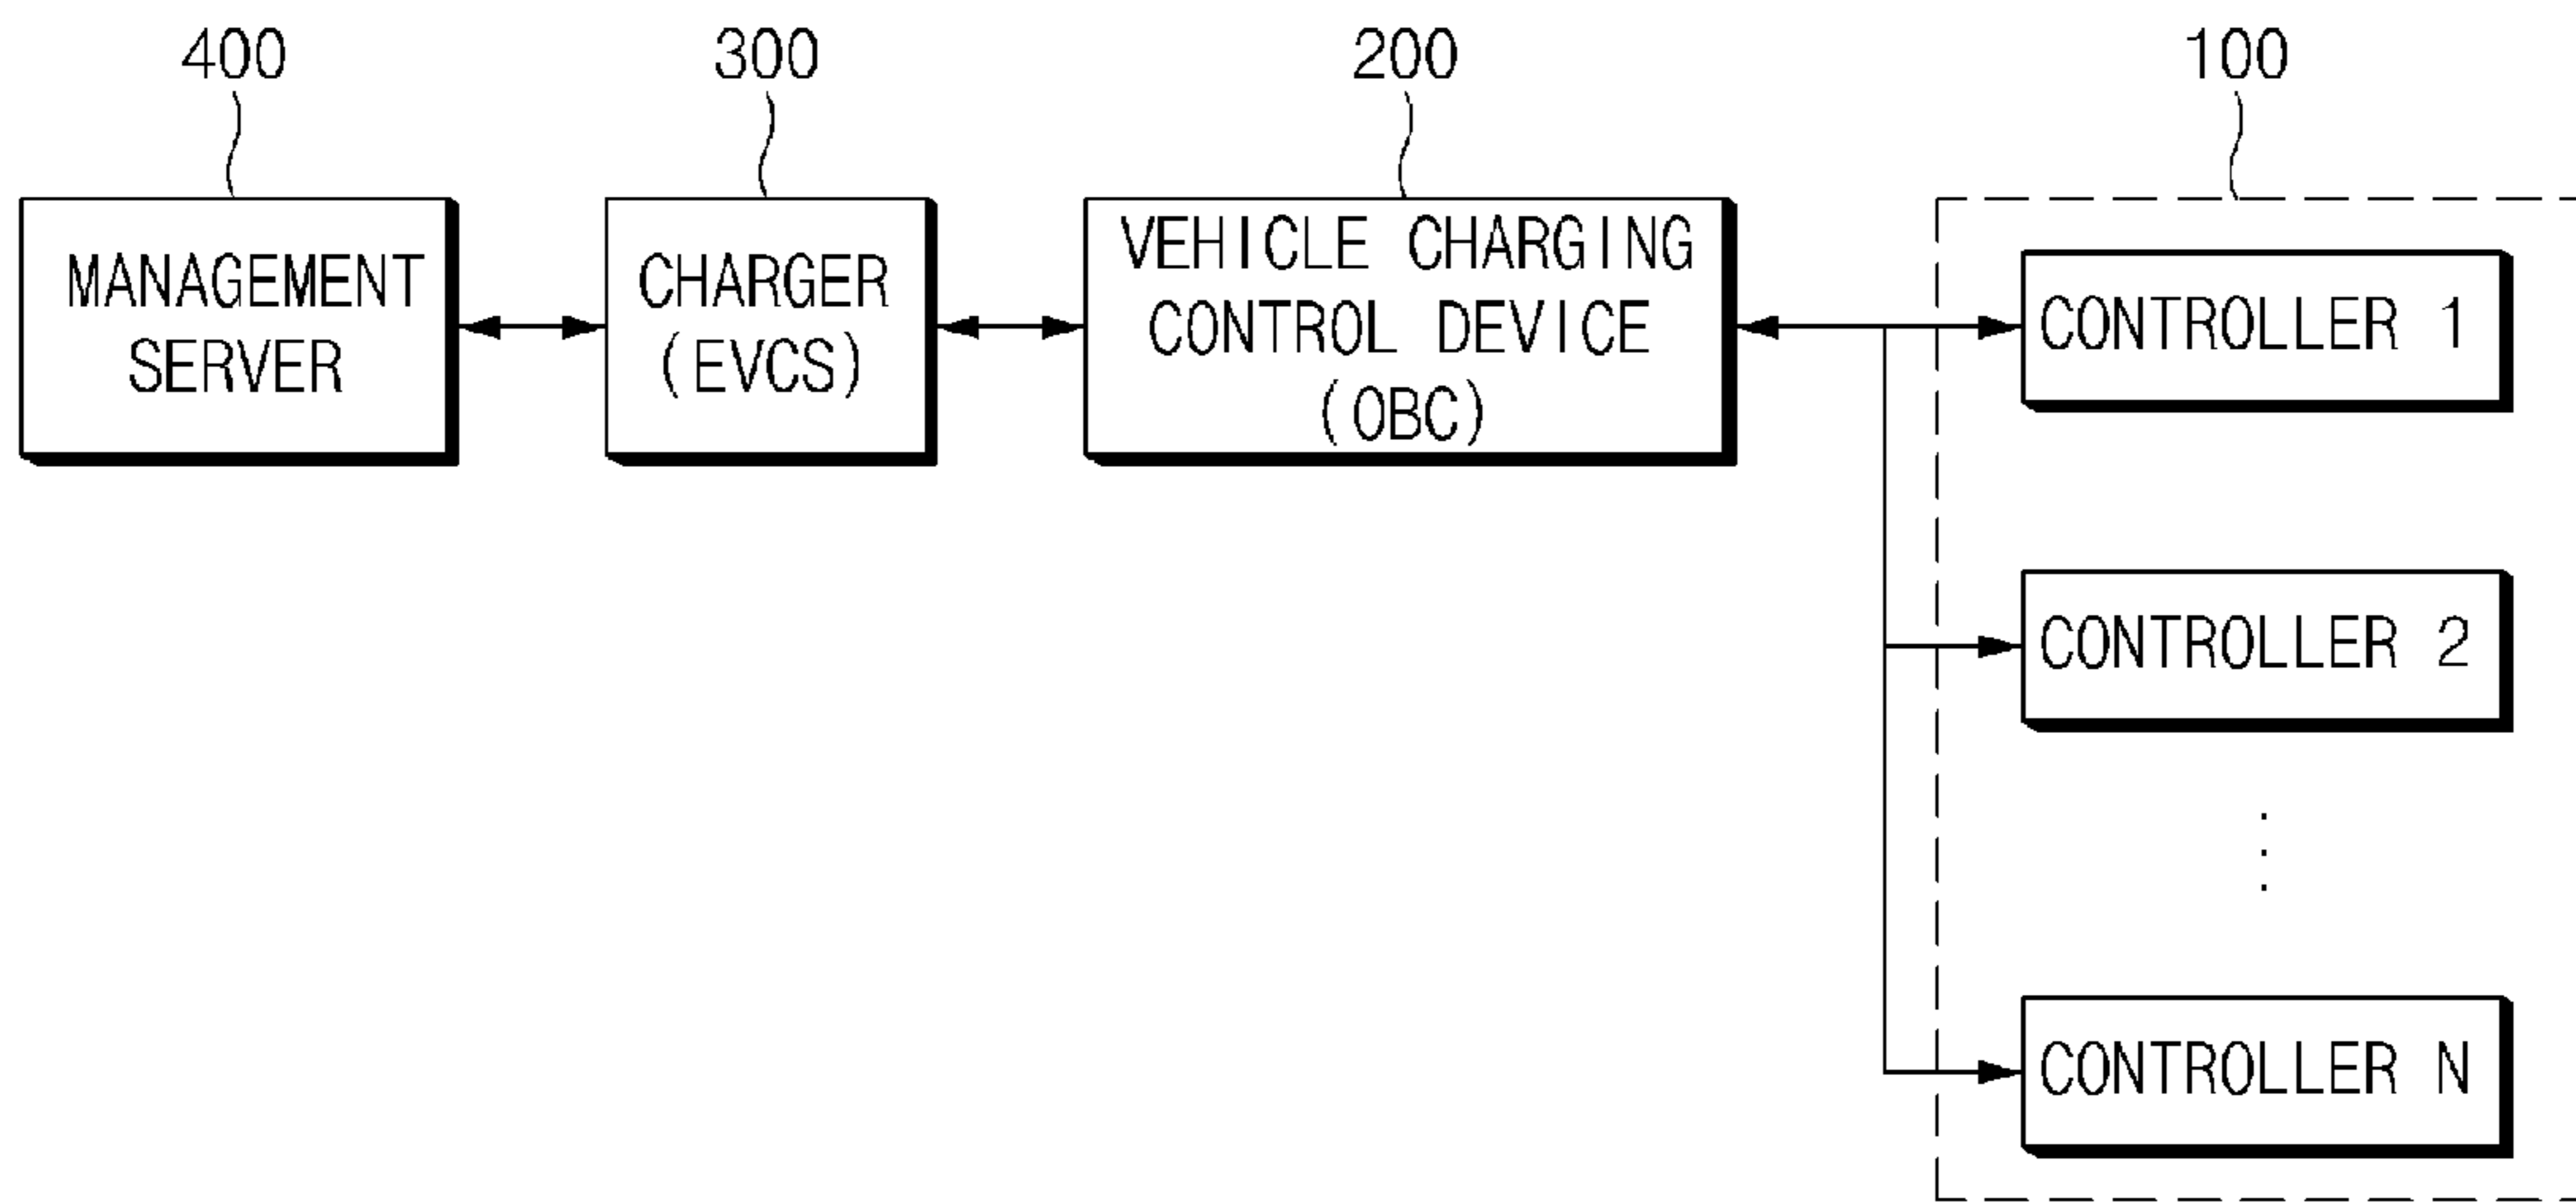 400
300
200
100
MANAGEMENT
SERVER
CHARGER
(EVCS)
VEHICLE CHARGING
CONTROL DEVICE
(OBC)
CONTROLLER 1
CONTROLLER 2
CONTROLLER N